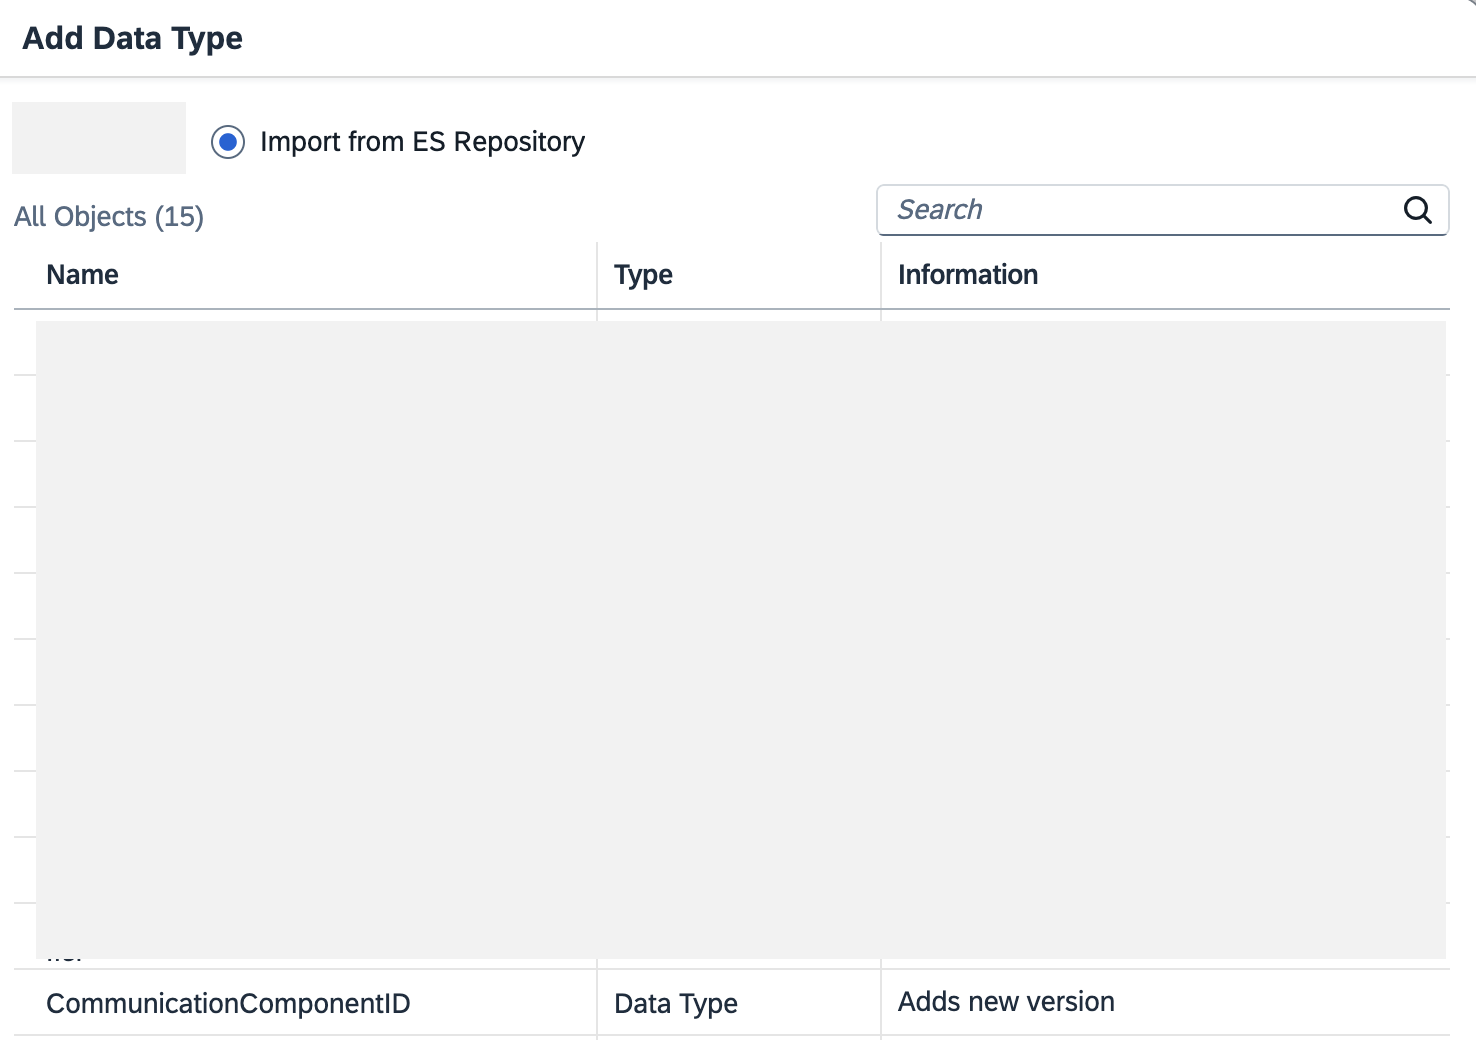 Add Data Type
Import from ES Repository
All Objects (15)
Search
Name Type Information
CommunicationComponentID Data Type Adds new version